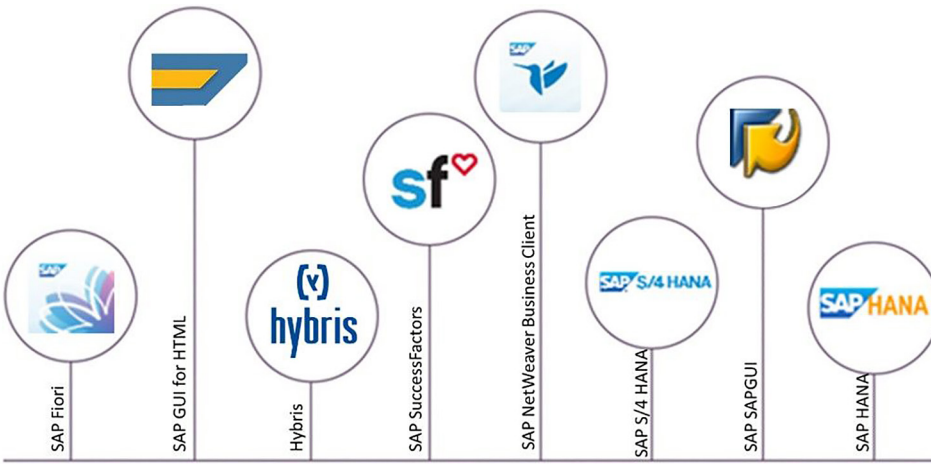 SAP
SAP Fiori
SAP GUI for HTML
(y)
hybris
Hybris
sf
SAP SuccessFactors
SAP
SAP NetWeaver Business Client
SAP S/4 HANA
SAP S/4 HANA
SAP SAPGUI
SAP HANA
SAP HANA